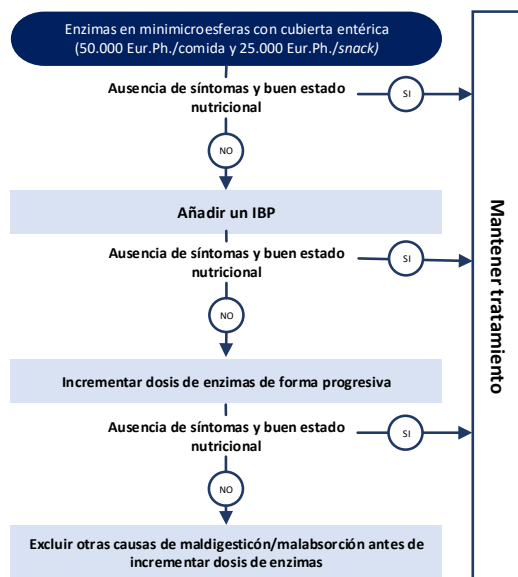 Enzimas en minimicroesferas con cubierta entérica
(50.000 Eur.Ph./comida y 25.000 Eur.Ph./snack)
Ausencia de síntomas y buen estado
nutricional
SI
NO
Añadir un IBP
Ausencia de síntomas y buen estado
nutricional
SI
NO
Incrementar dosis de enzimas de forma progresiva
Ausencia de síntomas y buen estado
nutricional
SI
NO
Excluir otras causas de maldigesticón/malabsorción antes de
incrementar dosis de enzimas
Mantener tratamiento